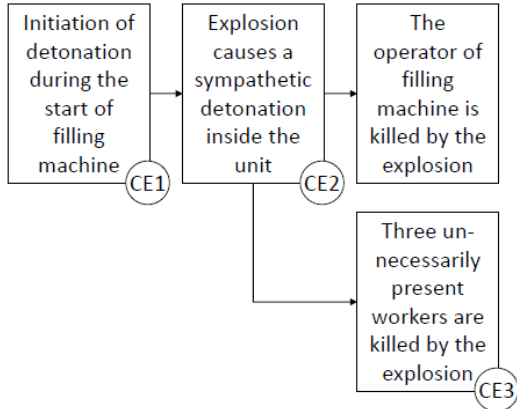 Initiation of
detonation
during the
start of
filling
machine
CE1
Explosion
causes a
sympathetic
detonation
inside the
unit
CE2
The
operator of
filling
machine is
killed by the
explosion
Three un-
necessarily
present
workers are
killed by the
explosion
CE3